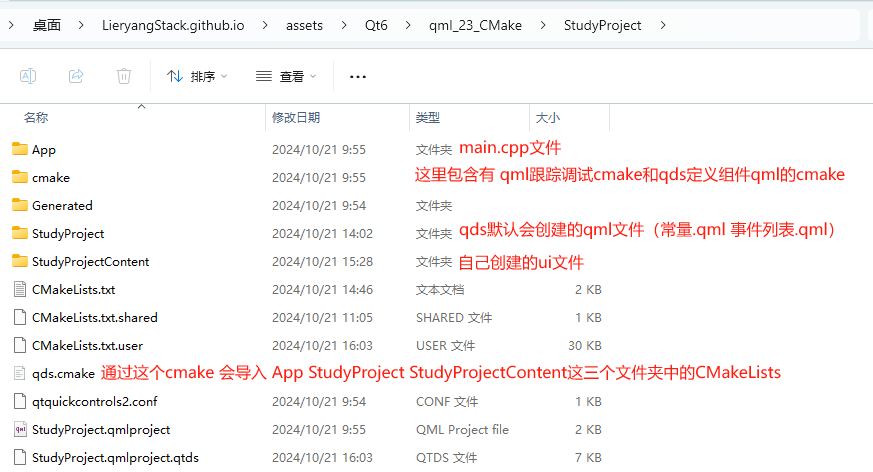 桌面 LieryangStack.github.io assets Qt6 qml_23_CMake StudyProject
排序 查看
名称 修改日期 类型 大小
App 2024/10/21 9:55 文件夹 main.cpp文件
cmake 2024/10/21 9:55 文件夹 这里包含有 qml跟踪调试cmake和qds定义组件qml的cmake
Generated 2024/10/21 9:54 文件夹
StudyProject 2024/10/21 14:02 文件夹 qds默认会创建的qml文件（常量.qml 事件列表.qml）
StudyProjectContent 2024/10/21 15:28 文件夹 自己创建的ui文件
CMakeLists.txt 2024/10/21 14:46 文本文档 2 KB
CMakeLists.txt.shared 2024/10/21 11:05 SHARED 文件 1 KB
CMakeLists.txt.user 2024/10/21 16:03 USER 文件 30 KB
qds.cmake 通过这个cmake 会导入 App StudyProject StudyProjectContent这三个文件夹中的CMakeLists
qtquickcontrols2.conf 2024/10/21 9:54 CONF 文件 1 KB
StudyProject.qmlproject 2024/10/21 9:55 QML Project file 2 KB
StudyProject.qmlproject.qtds 2024/10/21 16:03 QTDS 文件 7 KB